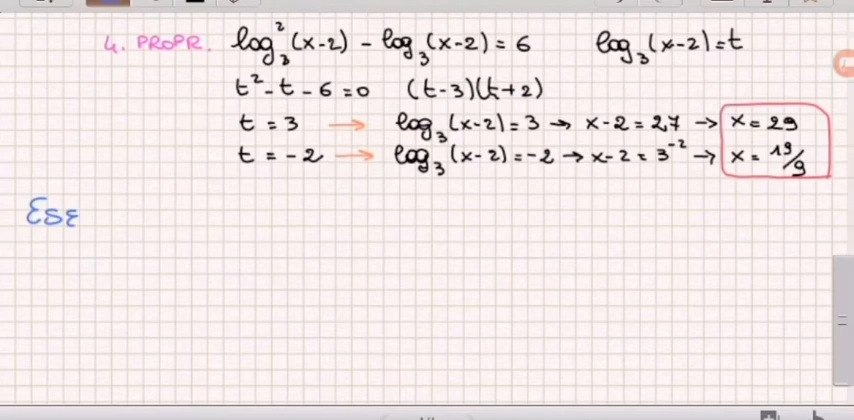 4. PROPR. log₃²(x-2) - log₃(x-2) = 6 log₃(x-2) = t
t² - t - 6 = 0 (t-3)(t+2)
t = 3 → log₃(x-2) = 3 → x-2 = 27 → x = 29
t = -2 → log₃(x-2) = -2 → x-2 = 3⁻² → x = 19/9
ESE